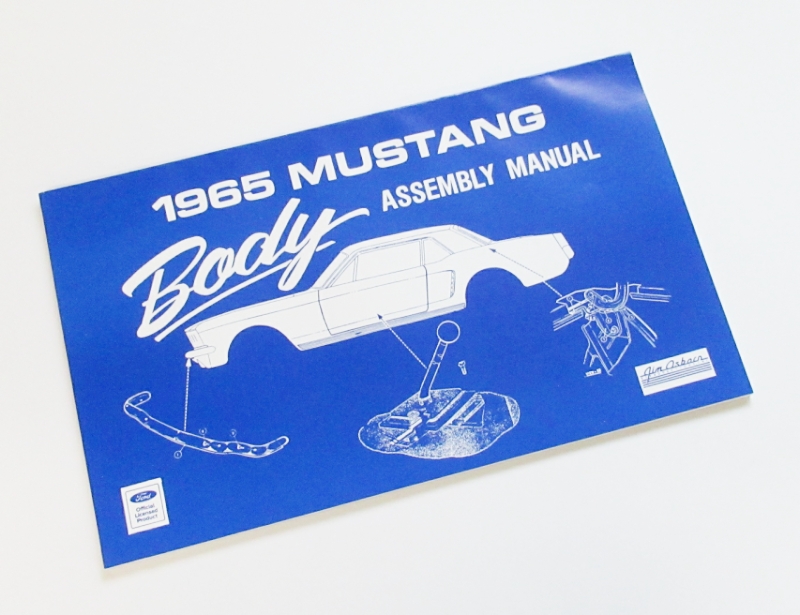 1965 MUSTANG
Body ASSEMBLY MANUAL
Jim Osborn
Ford
Official
Licensed
Product